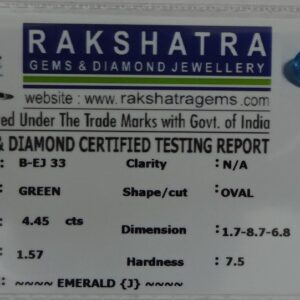 RAKSHATRA
GEMS & DIAMOND JEWELLERY
website : www.rakshatragems.com
ed Under The Trade Marks with Govt. of India
& DIAMOND CERTIFIED TESTING REPORT
: B-EJ 33 Clarity : N/A
GREEN Shape/cut : OVAL
: 4.45 cts Dimension : 1.7-8.7-6.8
: 1.57 Hardness : 7.5
: ~~~~ EMERALD {J} ~~~~